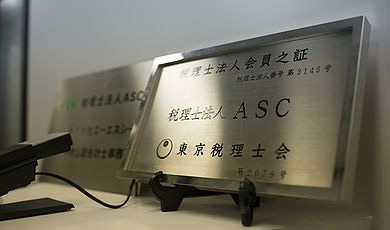 税理士法人会員之証
税理士法人番号 第3145号
税理士法人 ASC
東京税理士会
第2079号
税理士法人ASC